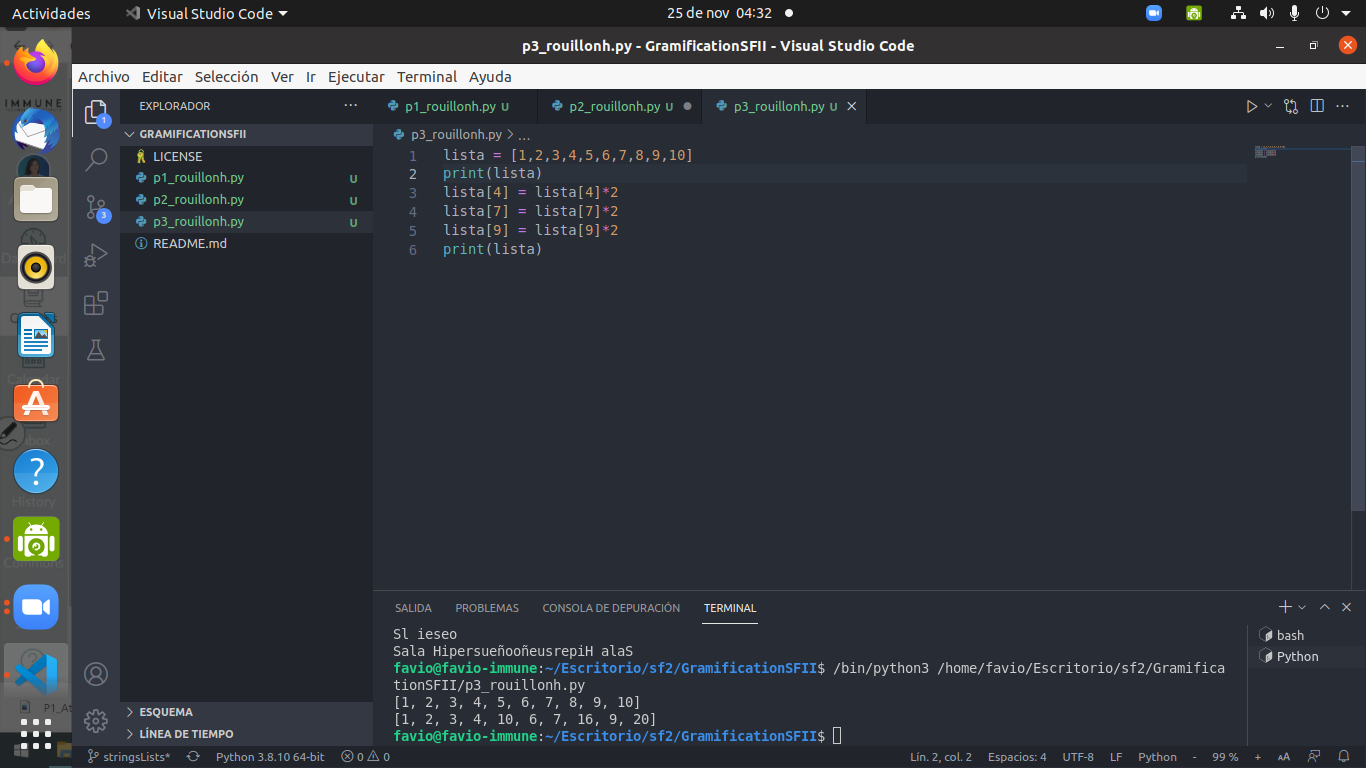 Actividades Visual Studio Code 25 de nov 04:32
p3_rouillonh.py - GramificationSFII - Visual Studio Code
Archivo Editar Selección Ver Ir Ejecutar Terminal Ayuda
IMMUNE
EXPLORADOR
GRAMIFICATIONSFII
LICENSE
p1_rouillonh.py U
p2_rouillonh.py U
p3_rouillonh.py U
README.md
1
3
ESQUEMA
LÍNEA DE TIEMPO
p1_rouillonh.py U p2_rouillonh.py U p3_rouillonh.py U
p3_rouillonh.py > ...
1 lista = [1,2,3,4,5,6,7,8,9,10]
2 print(lista)
3 lista[4] = lista[4]*2
4 lista[7] = lista[7]*2
5 lista[9] = lista[9]*2
6 print(lista)
SALIDA PROBLEMAS CONSOLA DE DEPURACIÓN TERMINAL
Sl ieseo
Sala HipersueñooñeusrepiH alaS
favio@favio-immune:~/Escritorio/sf2/GramificationSFII$ /bin/python3 /home/favio/Escritorio/sf2/Gramifica
tionSFII/p3_rouillonh.py
[1, 2, 3, 4, 5, 6, 7, 8, 9, 10]
[1, 2, 3, 4, 10, 6, 7, 16, 9, 20]
favio@favio-immune:~/Escritorio/sf2/GramificationSFII$
bash
Python
History
Commons
P1_At
stringsLists* Python 3.8.10 64-bit 0 0 Lín. 2, col. 2 Espacios: 4 UTF-8 LF Python - 99 % +